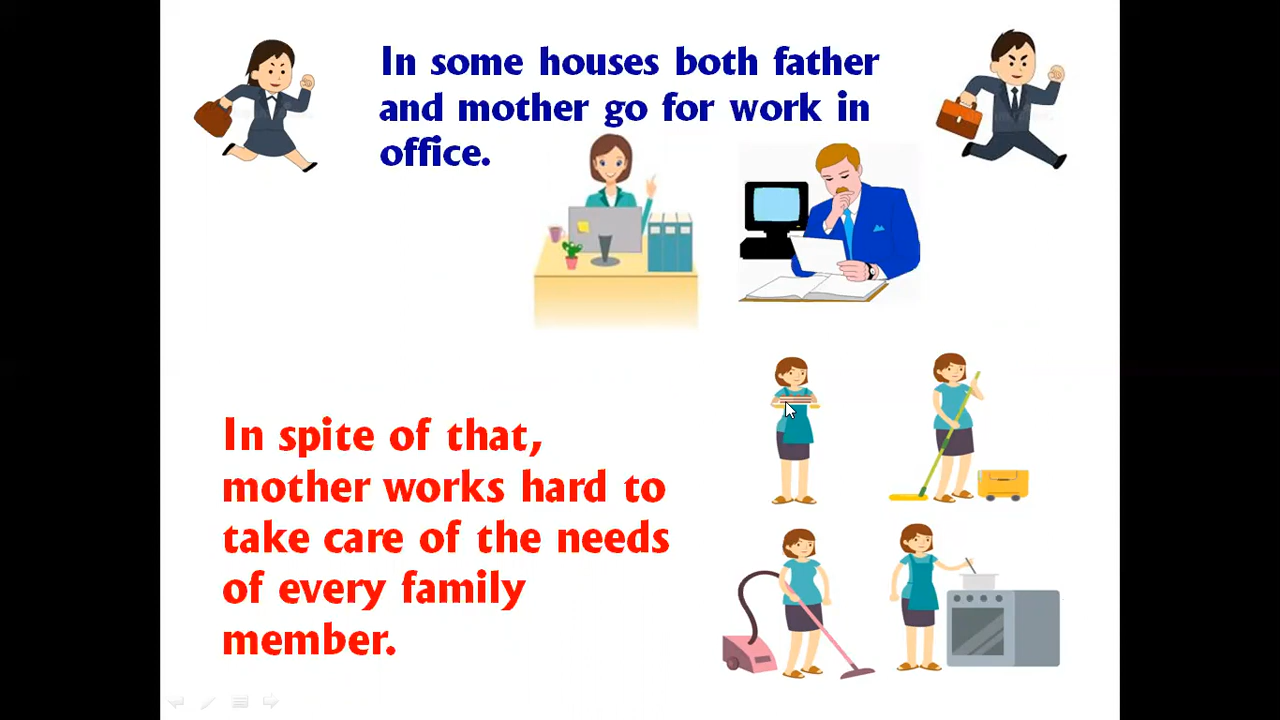 In some houses both father
and mother go for work in
office.
In spite of that,
mother works hard to
take care of the needs
of every family
member.